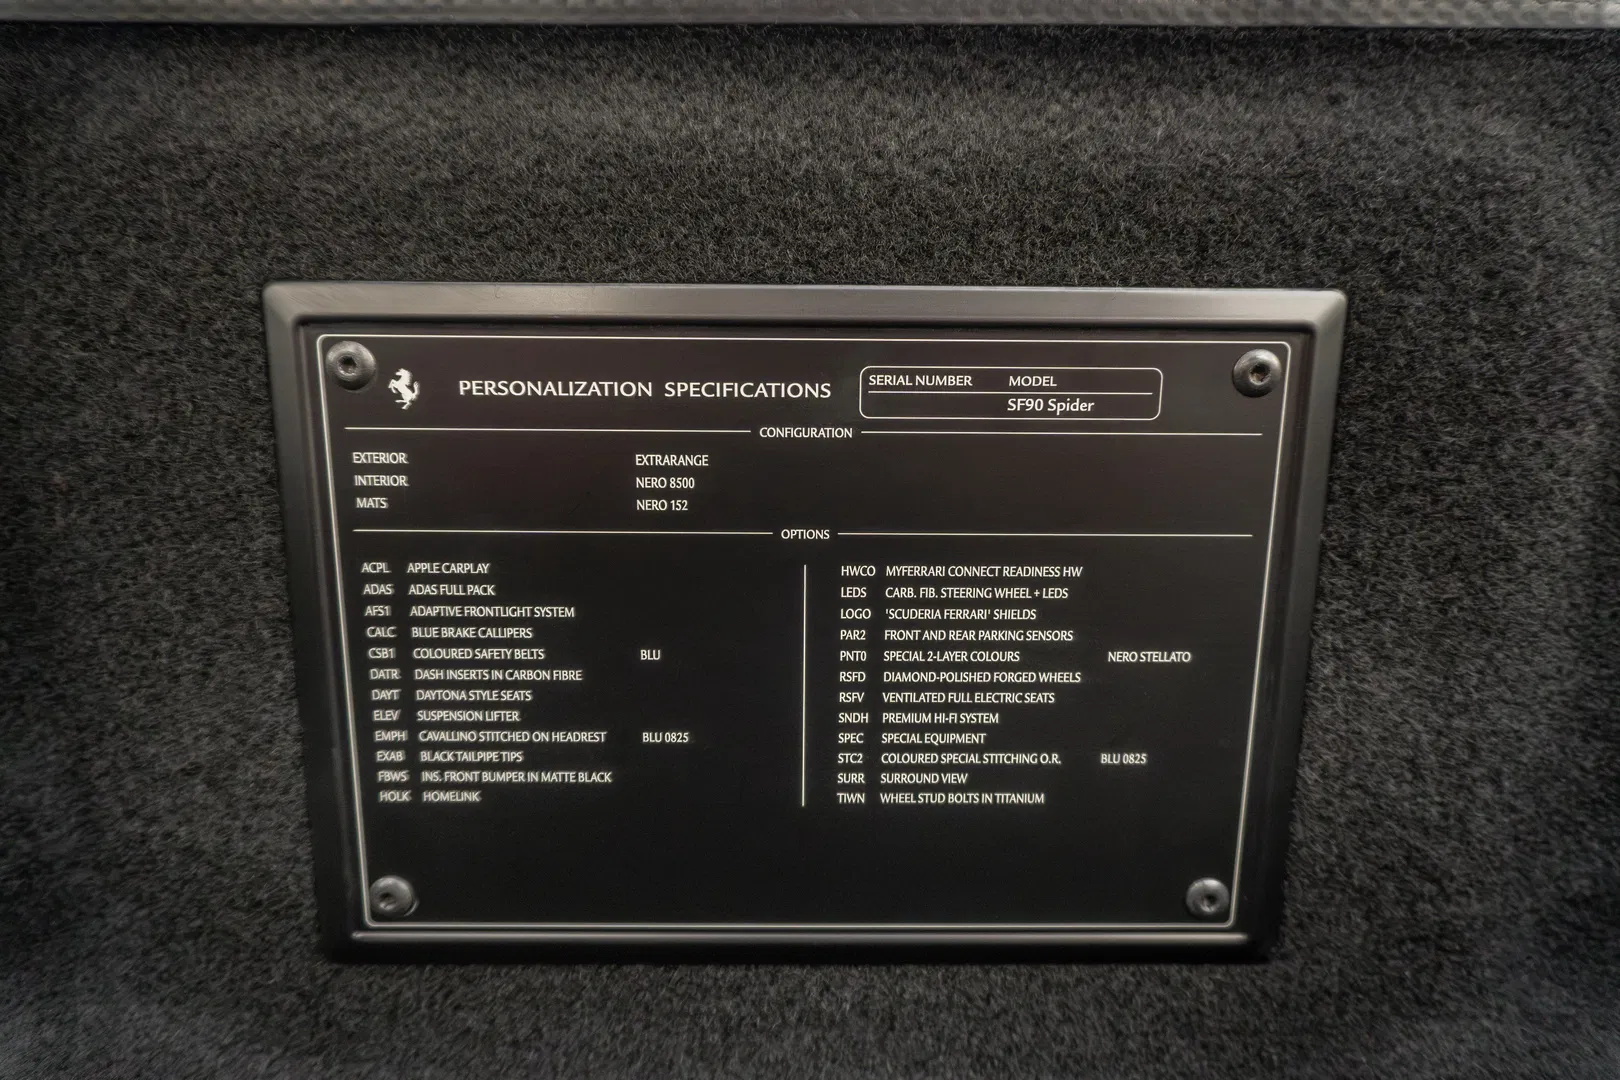 PERSONALIZATION SPECIFICATIONS
SERIAL NUMBER MODEL
SF90 Spider
CONFIGURATION
EXTERIOR EXTRARANGE
INTERIOR NERO 8500
MATS NERO 152
OPTIONS
ACPL APPLE CARPLAY
ADAS ADAS FULL PACK
AFS1 ADAPTIVE FRONTLIGHT SYSTEM
CALC BLUE BRAKE CALLIPERS
CSB1 COLOURED SAFETY BELTS BLU
DATR DASH INSERTS IN CARBON FIBRE
DAYT DAYTONA STYLE SEATS
ELEV SUSPENSION LIFTER
EMPH CAVALLINO STITCHED ON HEADREST BLU 0825
EXAB BLACK TAILPIPE TIPS
FBWS INS. FRONT BUMPER IN MATTE BLACK
HOLK HOMELINK
HWCO MYFERRARI CONNECT READINESS HW
LEDS CARB. FIB. STEERING WHEEL + LEDS
LOGO 'SCUDERIA FERRARI' SHIELDS
PAR2 FRONT AND REAR PARKING SENSORS
PNT0 SPECIAL 2-LAYER COLOURS NERO STELLATO
RSFD DIAMOND-POLISHED FORGED WHEELS
RSFV VENTILATED FULL ELECTRIC SEATS
SNDH PREMIUM HI-FI SYSTEM
SPEC SPECIAL EQUIPMENT
STC2 COLOURED SPECIAL STITCHING O.R. BLU 0825
SURR SURROUND VIEW
TIWN WHEEL STUD BOLTS IN TITANIUM